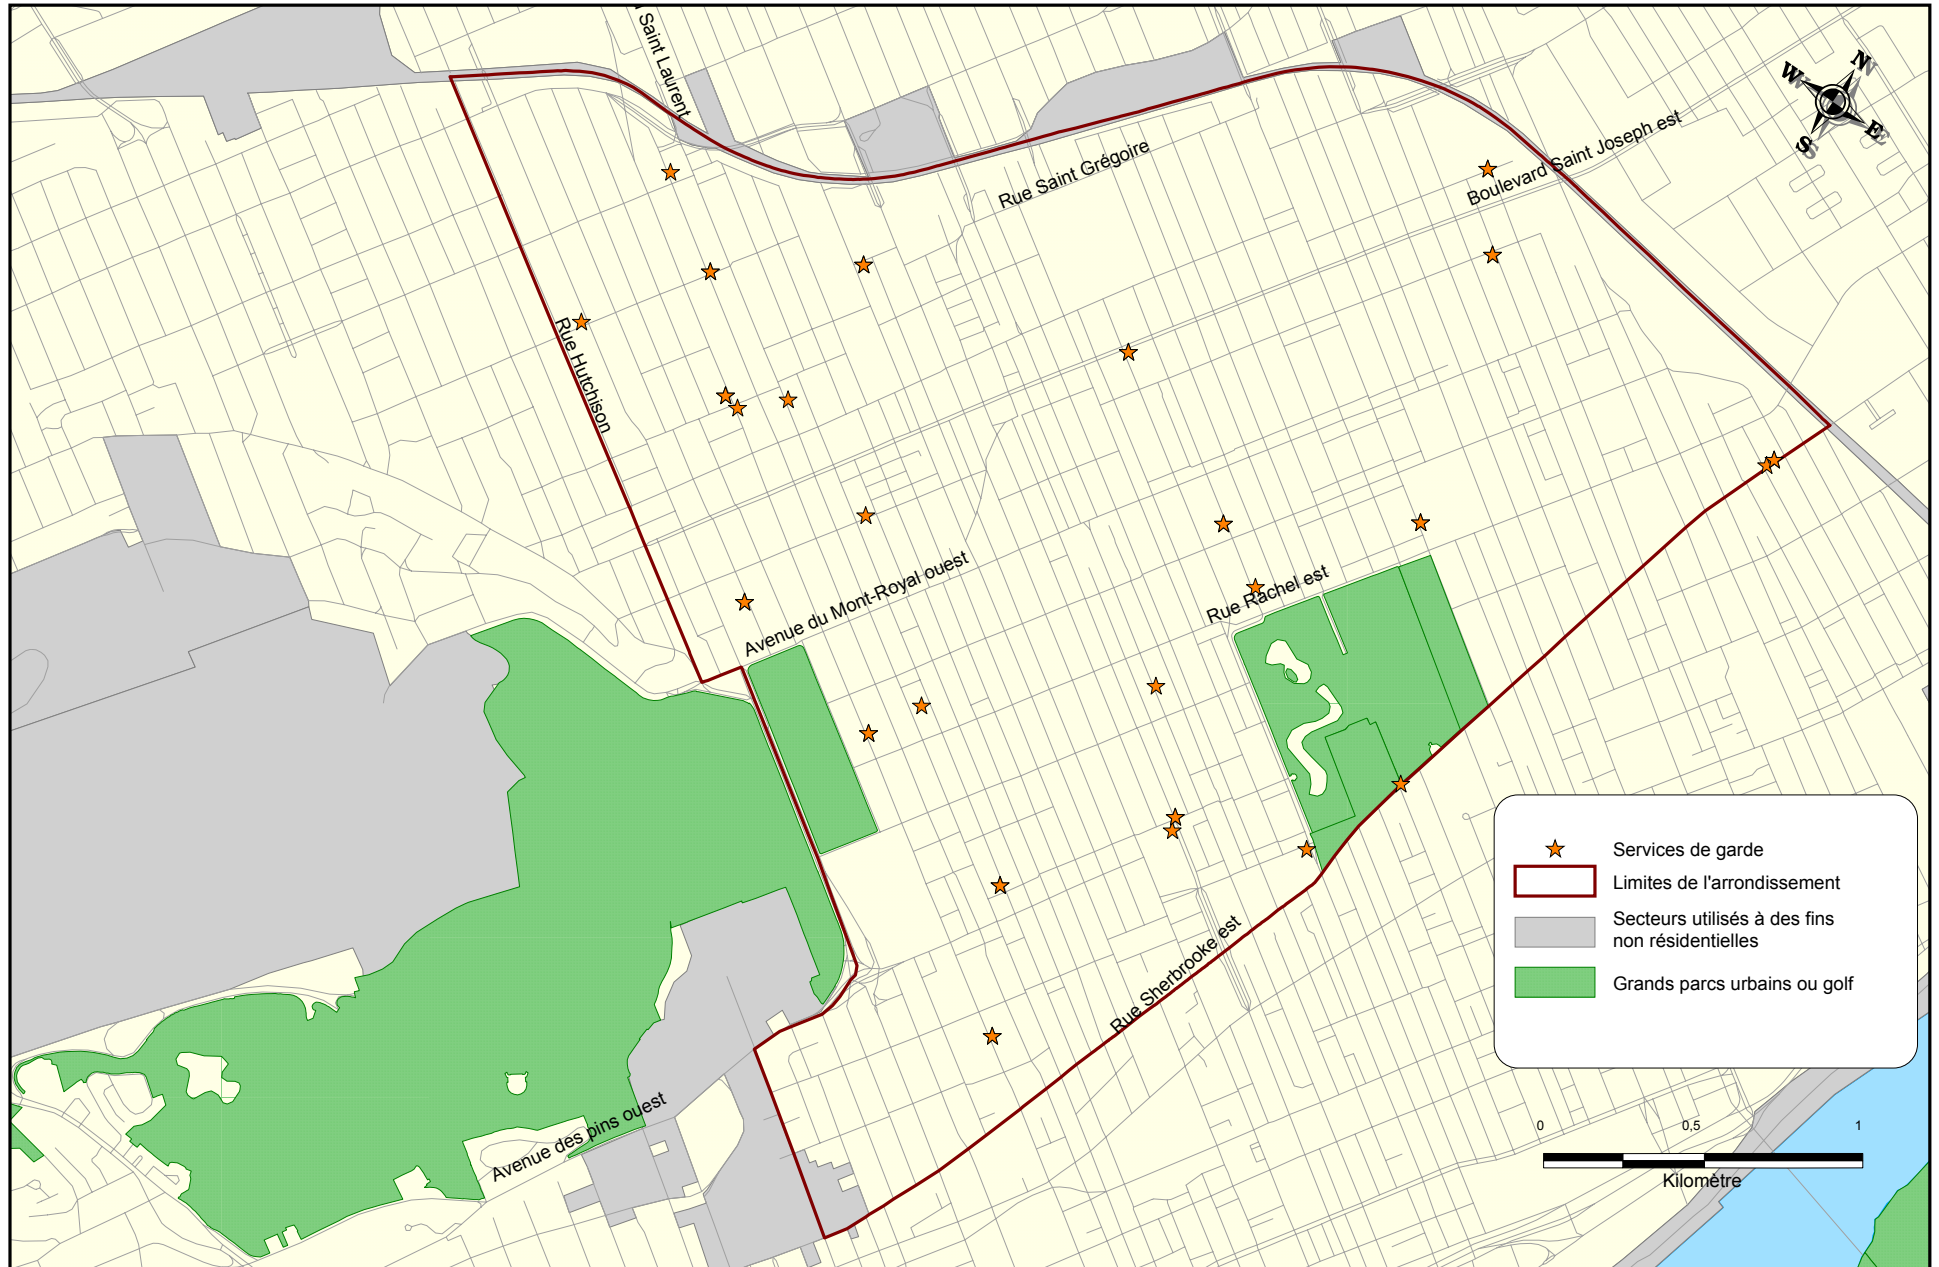 Saint Laurent
N
W
E
S
Boulevard Saint Joseph est
Rue Saint Grégoire
Rue Hutchison
Avenue du Mont-Royal ouest
Rue Rachel est
Rue Sherbrooke est
Avenue des pins ouest
Services de garde
Limites de l'arrondissement
Secteurs utilisés à des fins
non résidentielles
Grands parcs urbains ou golf
0 0,5 1
Kilomètre